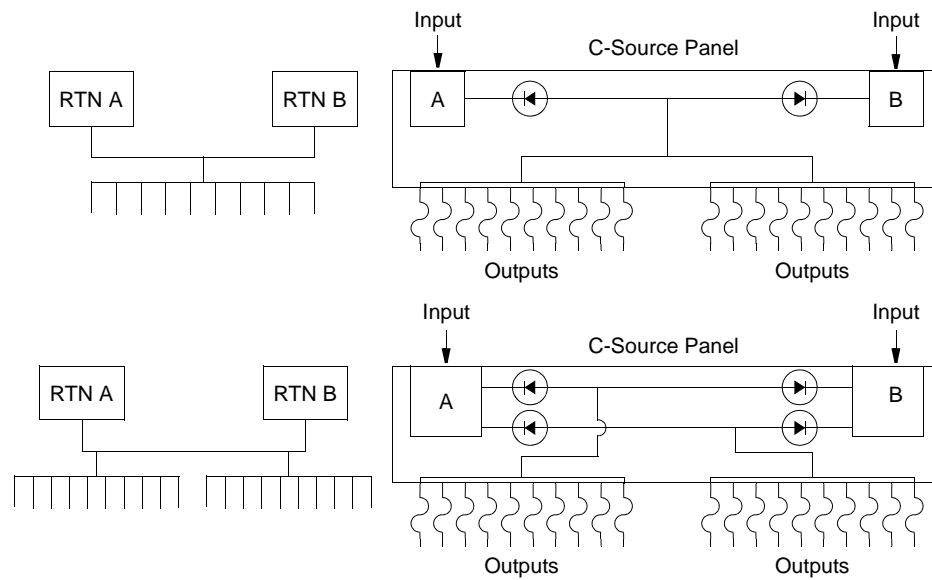 Input
Input
C-Source Panel
RTN A
RTN B
A
B
Outputs
Outputs
Input
Input
C-Source Panel
RTN A
RTN B
A
B
Outputs
Outputs